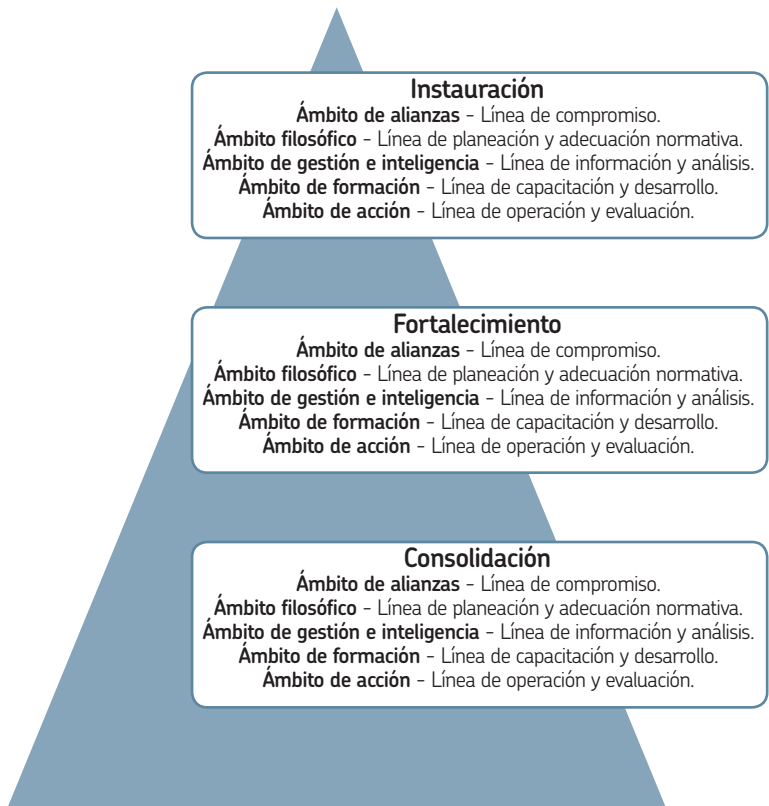 Instauración
Ámbito de alianzas - Línea de compromiso.
Ámbito filosófico - Línea de planeación y adecuación normativa.
Ámbito de gestión e inteligencia - Línea de información y análisis.
Ámbito de formación - Línea de capacitación y desarrollo.
Ámbito de acción - Línea de operación y evaluación.
Fortalecimiento
Ámbito de alianzas - Línea de compromiso.
Ámbito filosófico - Línea de planeación y adecuación normativa.
Ámbito de gestión e inteligencia - Línea de información y análisis.
Ámbito de formación - Línea de capacitación y desarrollo.
Ámbito de acción - Línea de operación y evaluación.
Consolidación
Ámbito de alianzas - Línea de compromiso.
Ámbito filosófico - Línea de planeación y adecuación normativa.
Ámbito de gestión e inteligencia - Línea de información y análisis.
Ámbito de formación - Línea de capacitación y desarrollo.
Ámbito de acción - Línea de operación y evaluación.